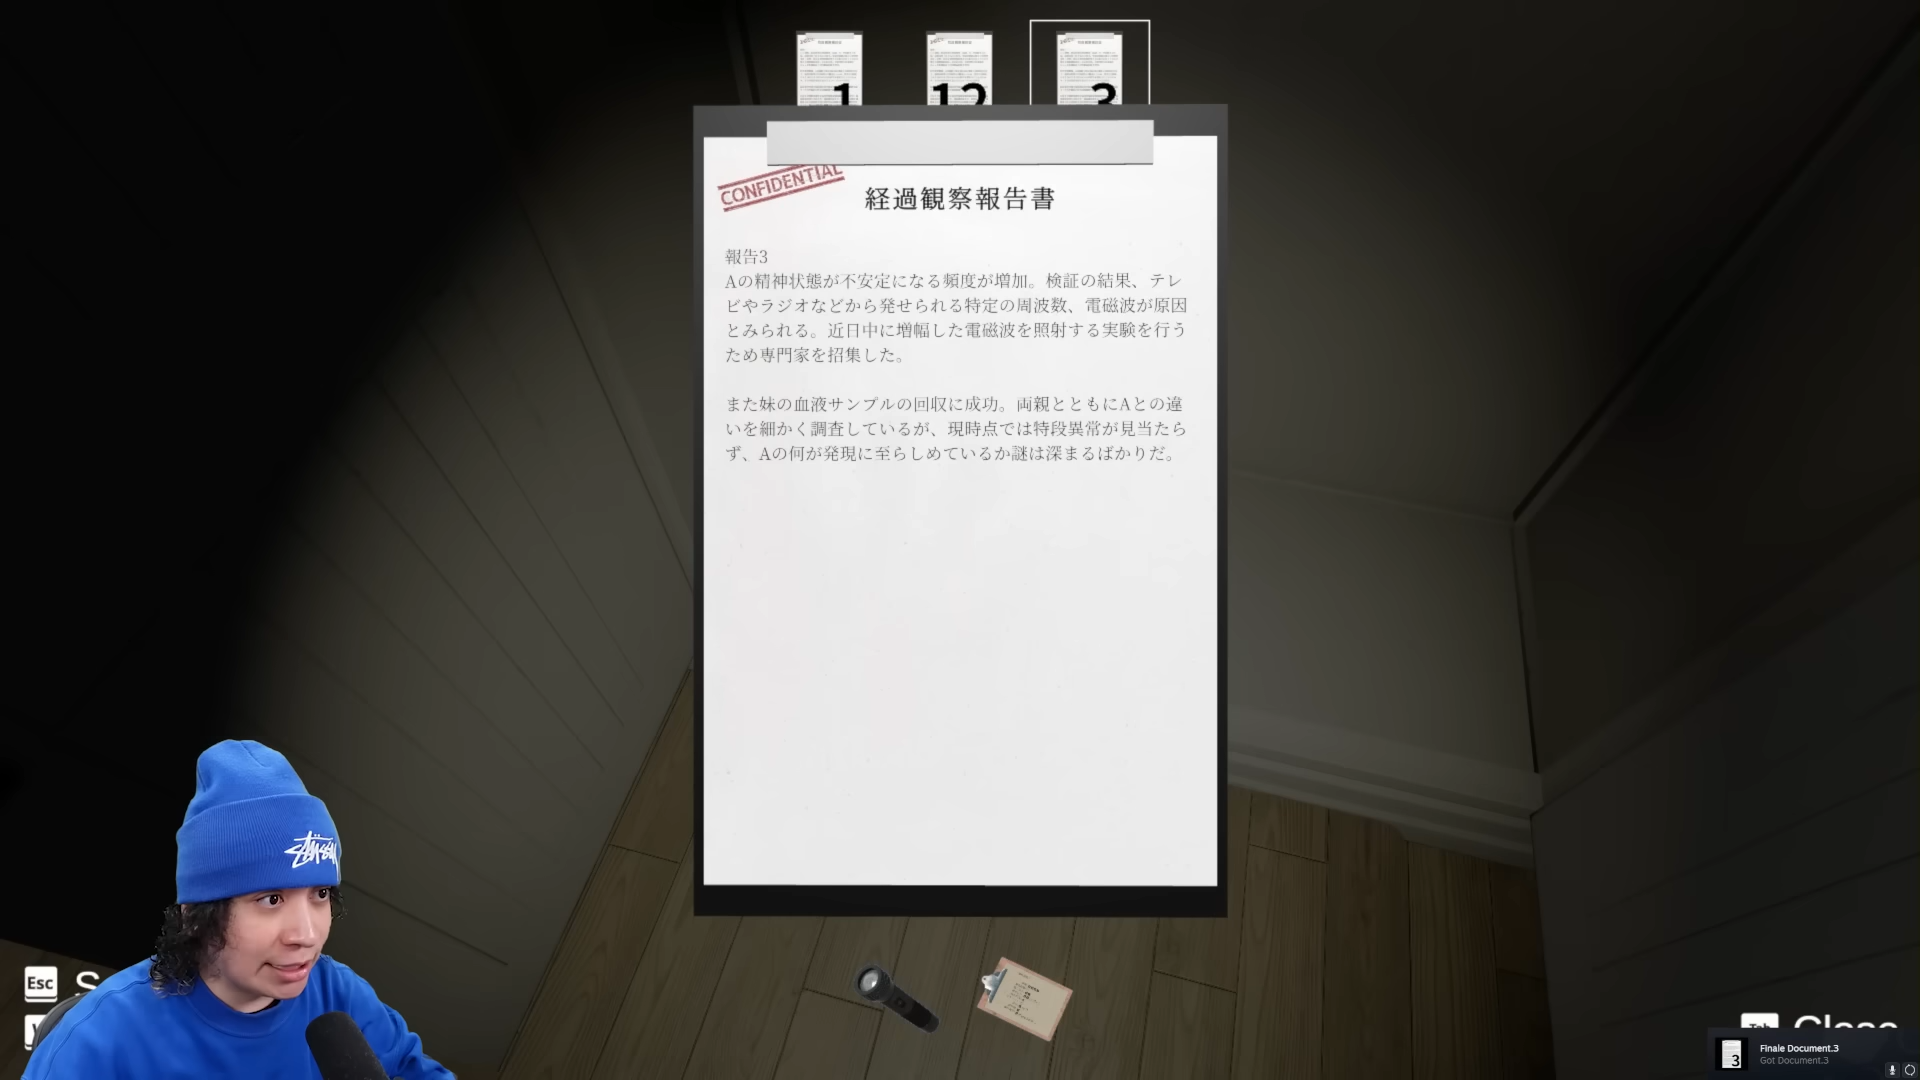 1
12
3
CONFIDENTIAL
経過観察報告書
報告3
Aの精神状態が不安定になる頻度が増加。検証の結果、テレ
ビやラジオなどから発せられる特定の周波数、電磁波が原因
とみられる。近日中に増幅した電磁波を照射する実験を行う
ため専門家を招集した。
また妹の血液サンプルの回収に成功。両親とともにAとの違
いを細かく調査しているが、現時点では特段異常が見当たら
ず、Aの何が発現に至らしめているか謎は深まるばかりだ。
Stüssy
Esc
Tab Close
3
Finale Document.3
Got Document.3